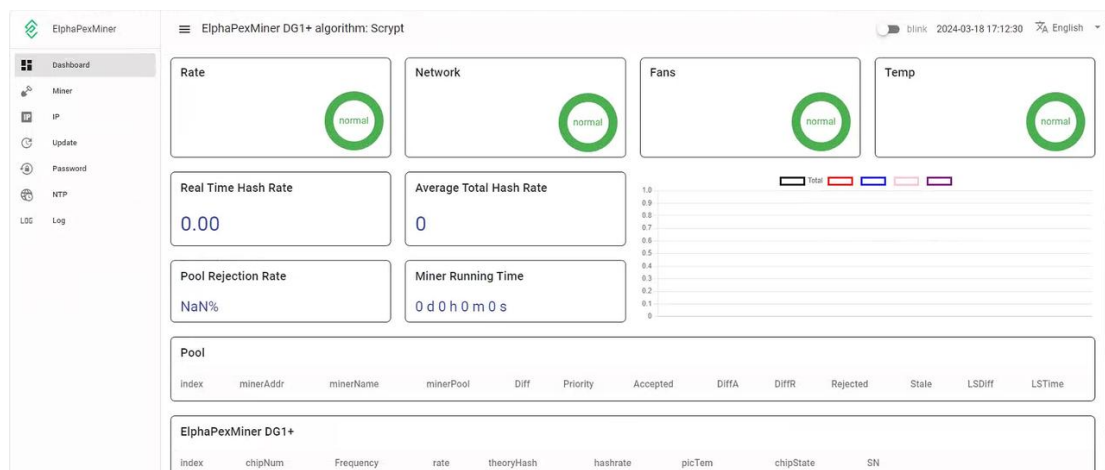 ElphaPexMiner
ElphaPexMiner DG1+ algorithm: Scrypt
blink 2024-03-18 17:12:30 English
Dashboard
Miner
IP
Update
Password
NTP
LOG Log
Rate
normal
Network
normal
Fans
normal
Temp
normal
Real Time Hash Rate
0.00
Average Total Hash Rate
0
Pool Rejection Rate
NaN%
Miner Running Time
0 d 0 h 0 m 0 s
Total
1.0
0.9
0.8
0.7
0.6
0.5
0.4
0.3
0.2
0.1
0
Pool
index minerAddr minerName minerPool Diff Priority Accepted DiffA DiffR Rejected Stale LSDiff LSTime
ElphaPexMiner DG1+
index chipNum Frequency rate theoryHash hashrate picTem chipState SN